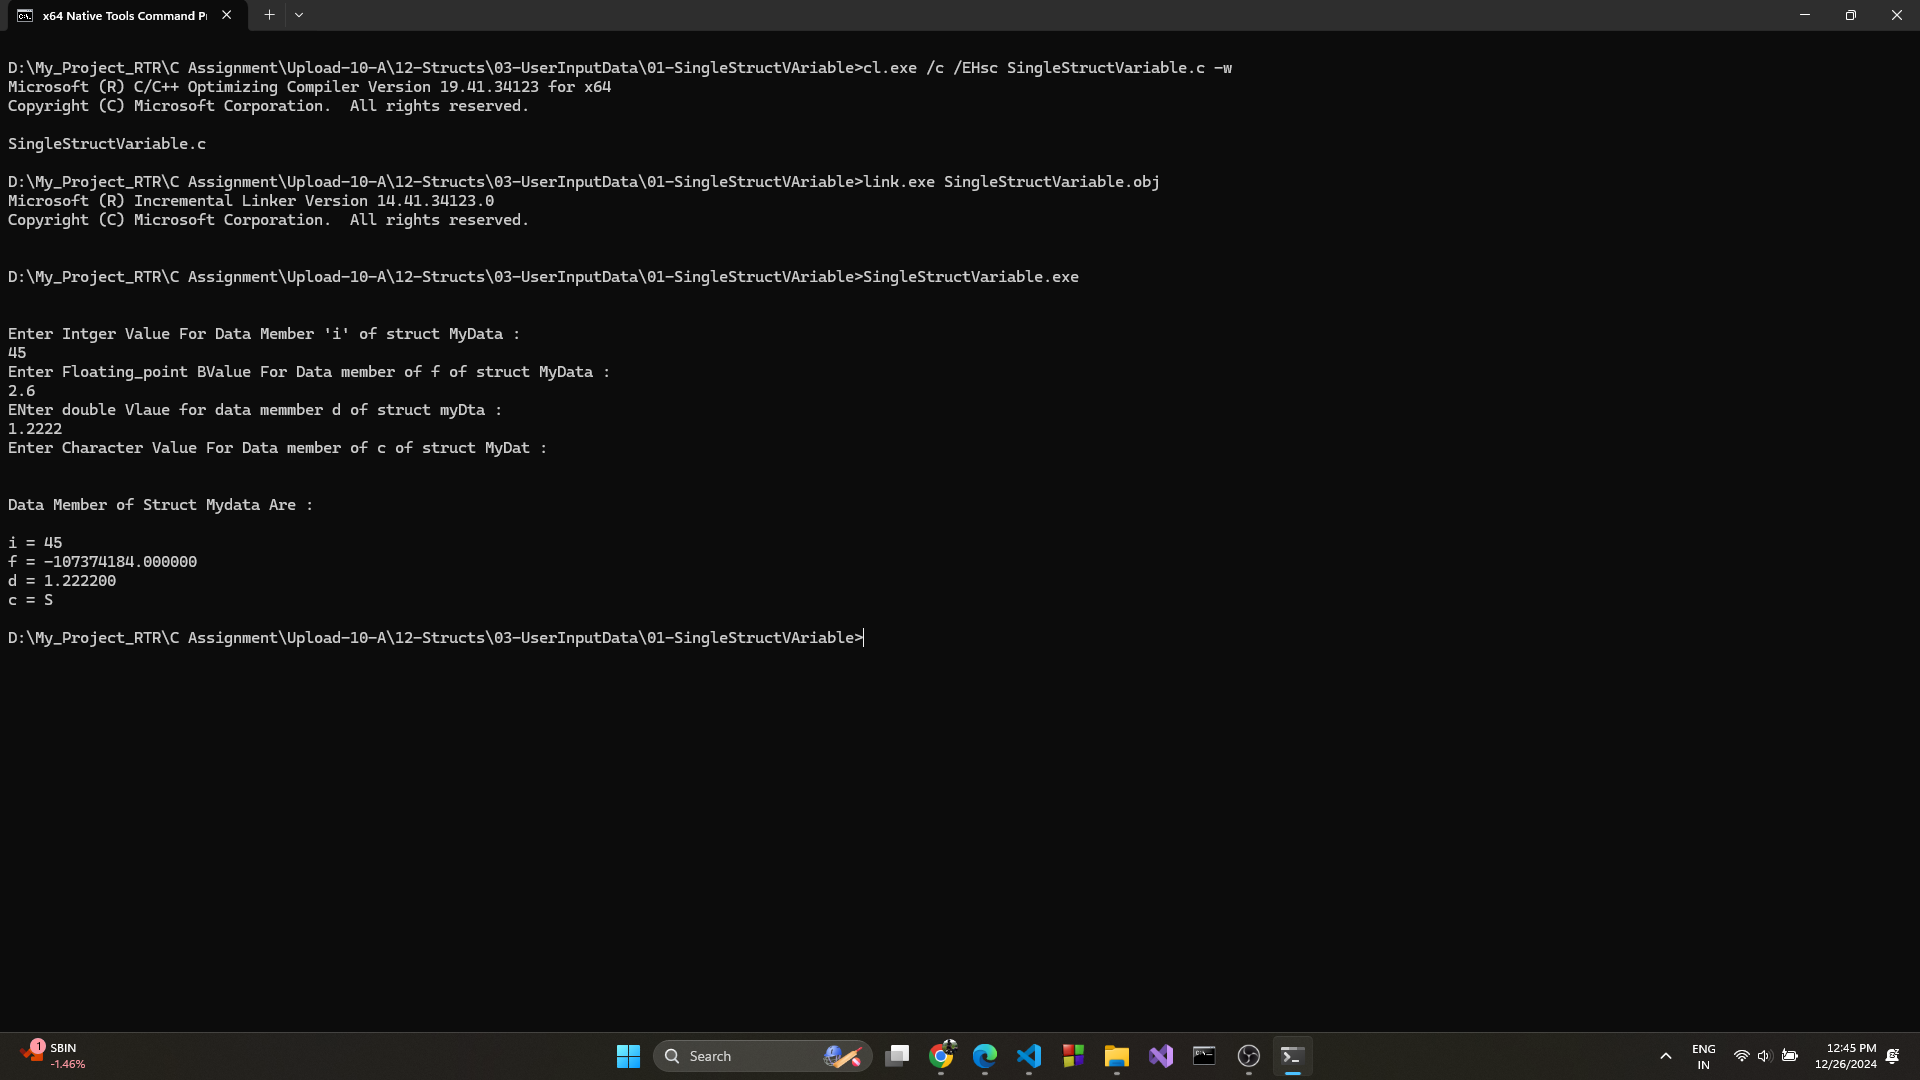 x64 Native Tools Command P
D:\My_Project_RTR\C Assignment\Upload-10-A\12-Structs\03-UserInputData\01-SingleStructVAriable>cl.exe /c /EHsc SingleStructVariable.c -w
Microsoft (R) C/C++ Optimizing Compiler Version 19.41.34123 for x64
Copyright (C) Microsoft Corporation.  All rights reserved.
SingleStructVariable.c
D:\My_Project_RTR\C Assignment\Upload-10-A\12-Structs\03-UserInputData\01-SingleStructVAriable>link.exe SingleStructVariable.obj
Microsoft (R) Incremental Linker Version 14.41.34123.0
Copyright (C) Microsoft Corporation.  All rights reserved.
D:\My_Project_RTR\C Assignment\Upload-10-A\12-Structs\03-UserInputData\01-SingleStructVAriable>SingleStructVariable.exe
Enter Intger Value For Data Member 'i' of struct MyData :
45
Enter Floating_point BValue For Data member of f of struct MyData :
2.6
ENter double Vlaue for data memmber d of struct myDta :
1.2222
Enter Character Value For Data member of c of struct MyDat :
Data Member of Struct Mydata Are :
i = 45
f = -107374184.000000
d = 1.222200
c = S
D:\My_Project_RTR\C Assignment\Upload-10-A\12-Structs\03-UserInputData\01-SingleStructVAriable>
1
SBIN
-1.46%
Search
ENG
IN
12:45 PM
12/26/2024